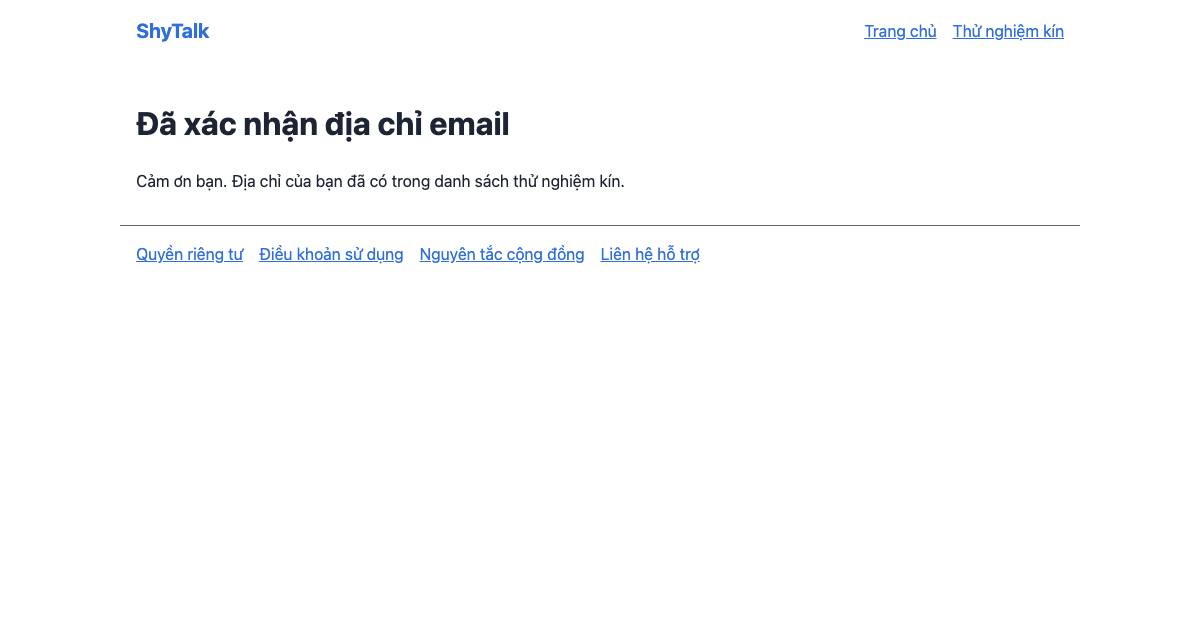 ShyTalk
Trang chủ Thử nghiệm kín
Đã xác nhận địa chỉ email
Cảm ơn bạn. Địa chỉ của bạn đã có trong danh sách thử nghiệm kín.
Quyền riêng tư Điều khoản sử dụng Nguyên tắc cộng đồng Liên hệ hỗ trợ